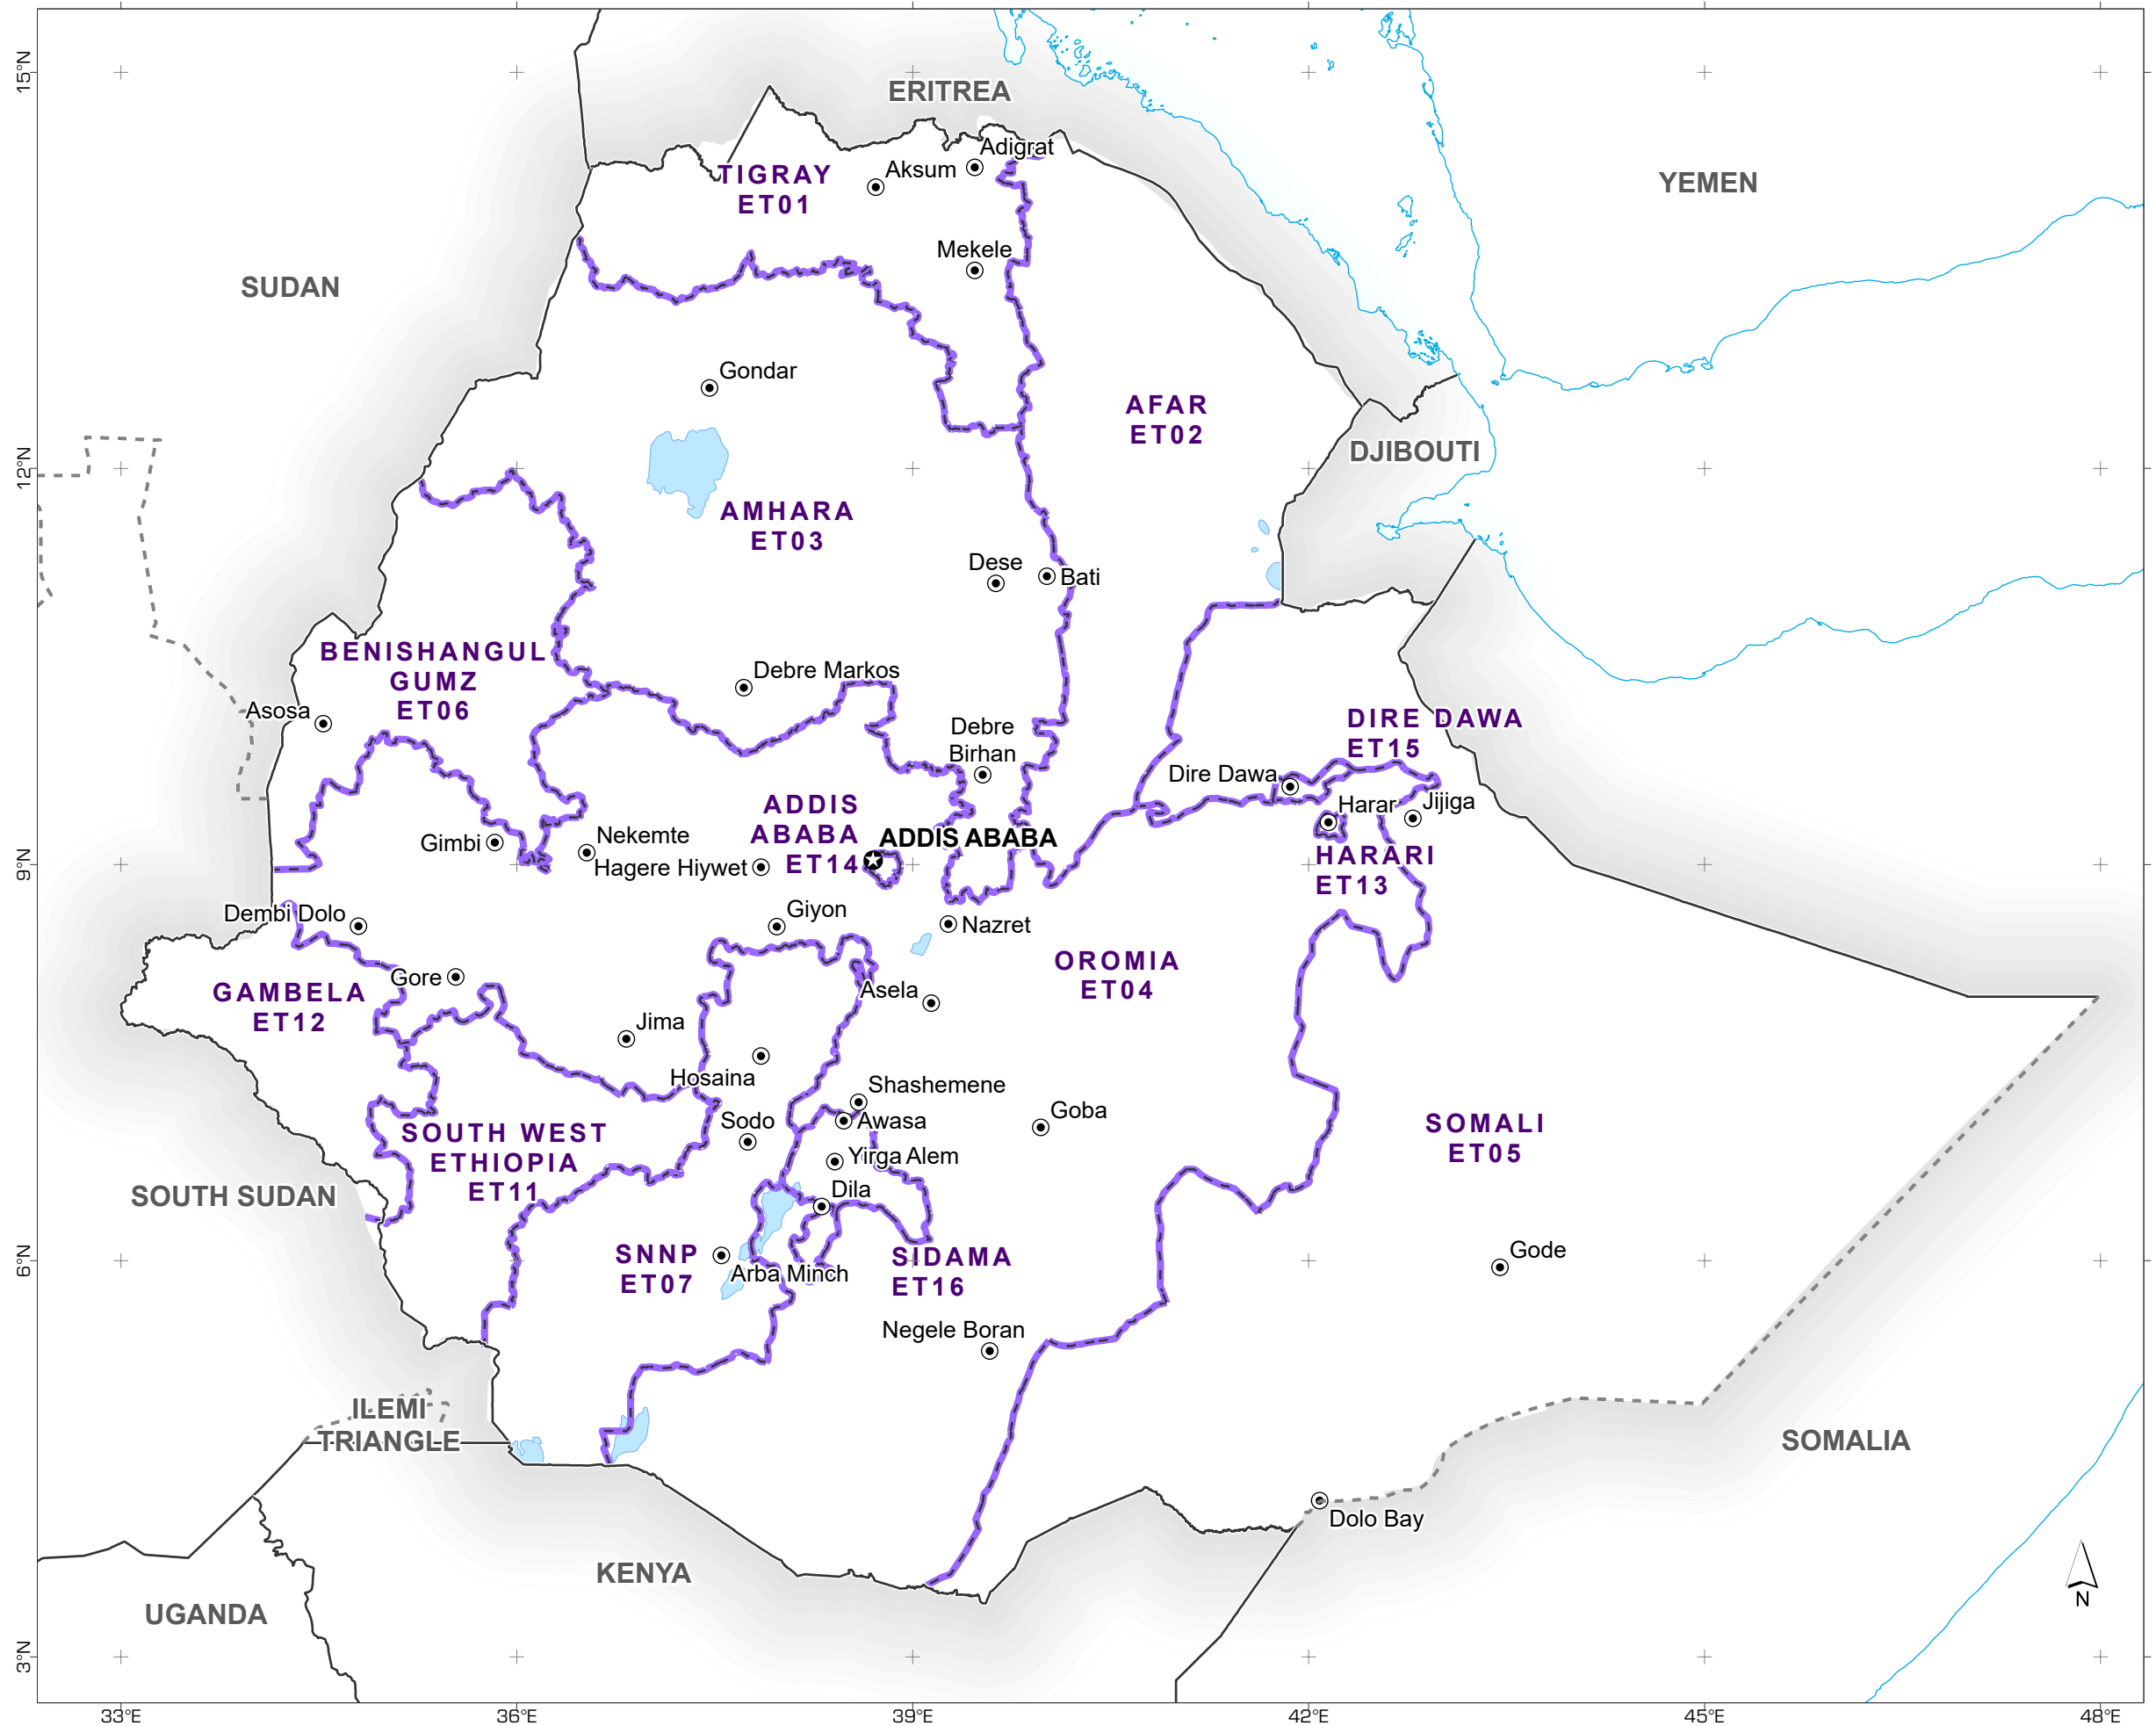 ERITREA
15°N
Adigrat
Aksum
TIGRAY
ET01
YEMEN
Mekele
SUDAN
Gondar
AFAR
ET02
DJIBOUTI
12°N
AMHARA
ET03
Dese
Bati
BENISHANGUL
GUMZ
ET06
Debre Markos
Asosa
Debre
Birhan
DIRE DAWA
ET15
Dire Dawa
Harar
Jijiga
ADDIS
ABABA
ET14
ADDIS ABABA
Gimbi
Nekemte
Hagere Hiywet
9°N
HARARI
ET13
Dembi Dolo
Giyon
Nazret
OROMIA
ET04
Gore
GAMBELA
ET12
Asela
Jima
Hosaina
Shashemene
Awasa
Goba
Sodo
SOUTH WEST
ETHIOPIA
ET11
SOMALI
ET05
Yirga Alem
Dila
SOUTH SUDAN
SNNP
ET07
Arba Minch
SIDAMA
ET16
Gode
6°N
Negele Boran
ILEMI
TRIANGLE
SOMALIA
Dolo Bay
KENYA
UGANDA
N
3°N
33°E
36°E
39°E
42°E
45°E
48°E